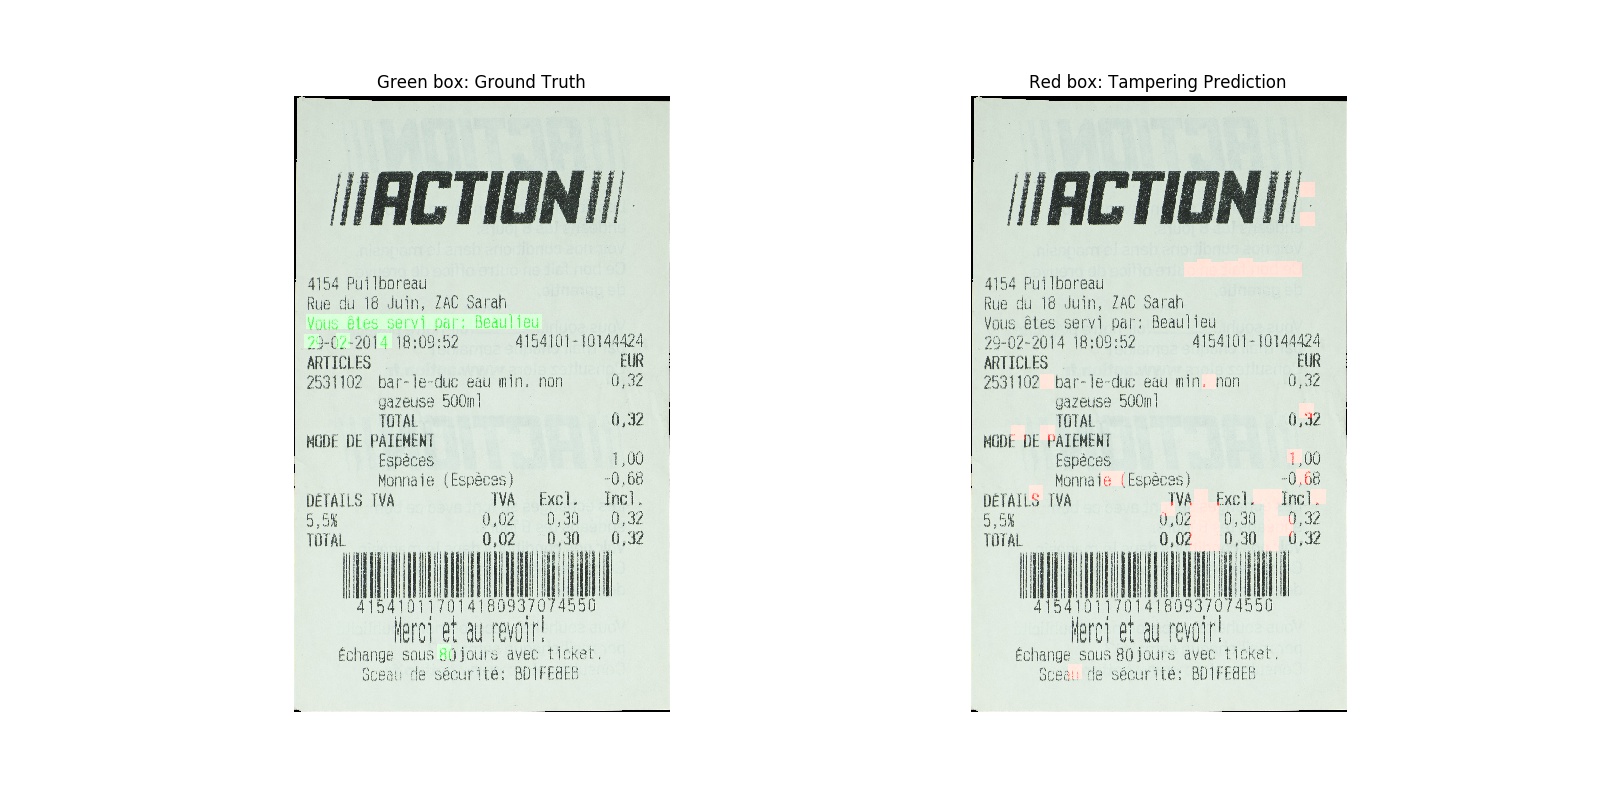 Green box: Ground Truth
ACTION
4154 Puilboreau
Rue du 18 Juin, ZAC Sarah
Vous êtes servi par: Beaulieu
29-02-2014 18:09:52 4154101-10144424
ARTICLES EUR
2531102 bar-le-duc eau min. non 0,32
gazeuse 500ml
TOTAL 0,32
MODE DE PAIEMENT
Espèces 1,00
Monnaie (Espèces) -0,68
DETAILS TVA TVA Excl. Incl.
5,5% 0,02 0,30 0,32
TOTAL 0,02 0,30 0,32
415410117014180937074550
Merci et au revoir!
Échange sous 80jours avec ticket.
Sceau de sécurité: BD1FE8EB
Red box: Tampering Prediction
ACTION
4154 Puilboreau
Rue du 18 Juin, ZAC Sarah
Vous êtes servi par: Beaulieu
29-02-2014 18:09:52 4154101-10144424
ARTICLES EUR
2531102 bar-le-duc eau min. non 0,32
gazeuse 500ml
TOTAL 0,32
MODE DE PAIEMENT
Espèces 1,00
Monnaie (Espèces) -0,68
DETAILS TVA TVA Excl. Incl.
5,5% 0,02 0,30 0,32
TOTAL 0,02 0,30 0,32
415410117014180937074550
Merci et au revoir!
Échange sous 80jours avec ticket.
Sceau de sécurité: BD1FE8EB